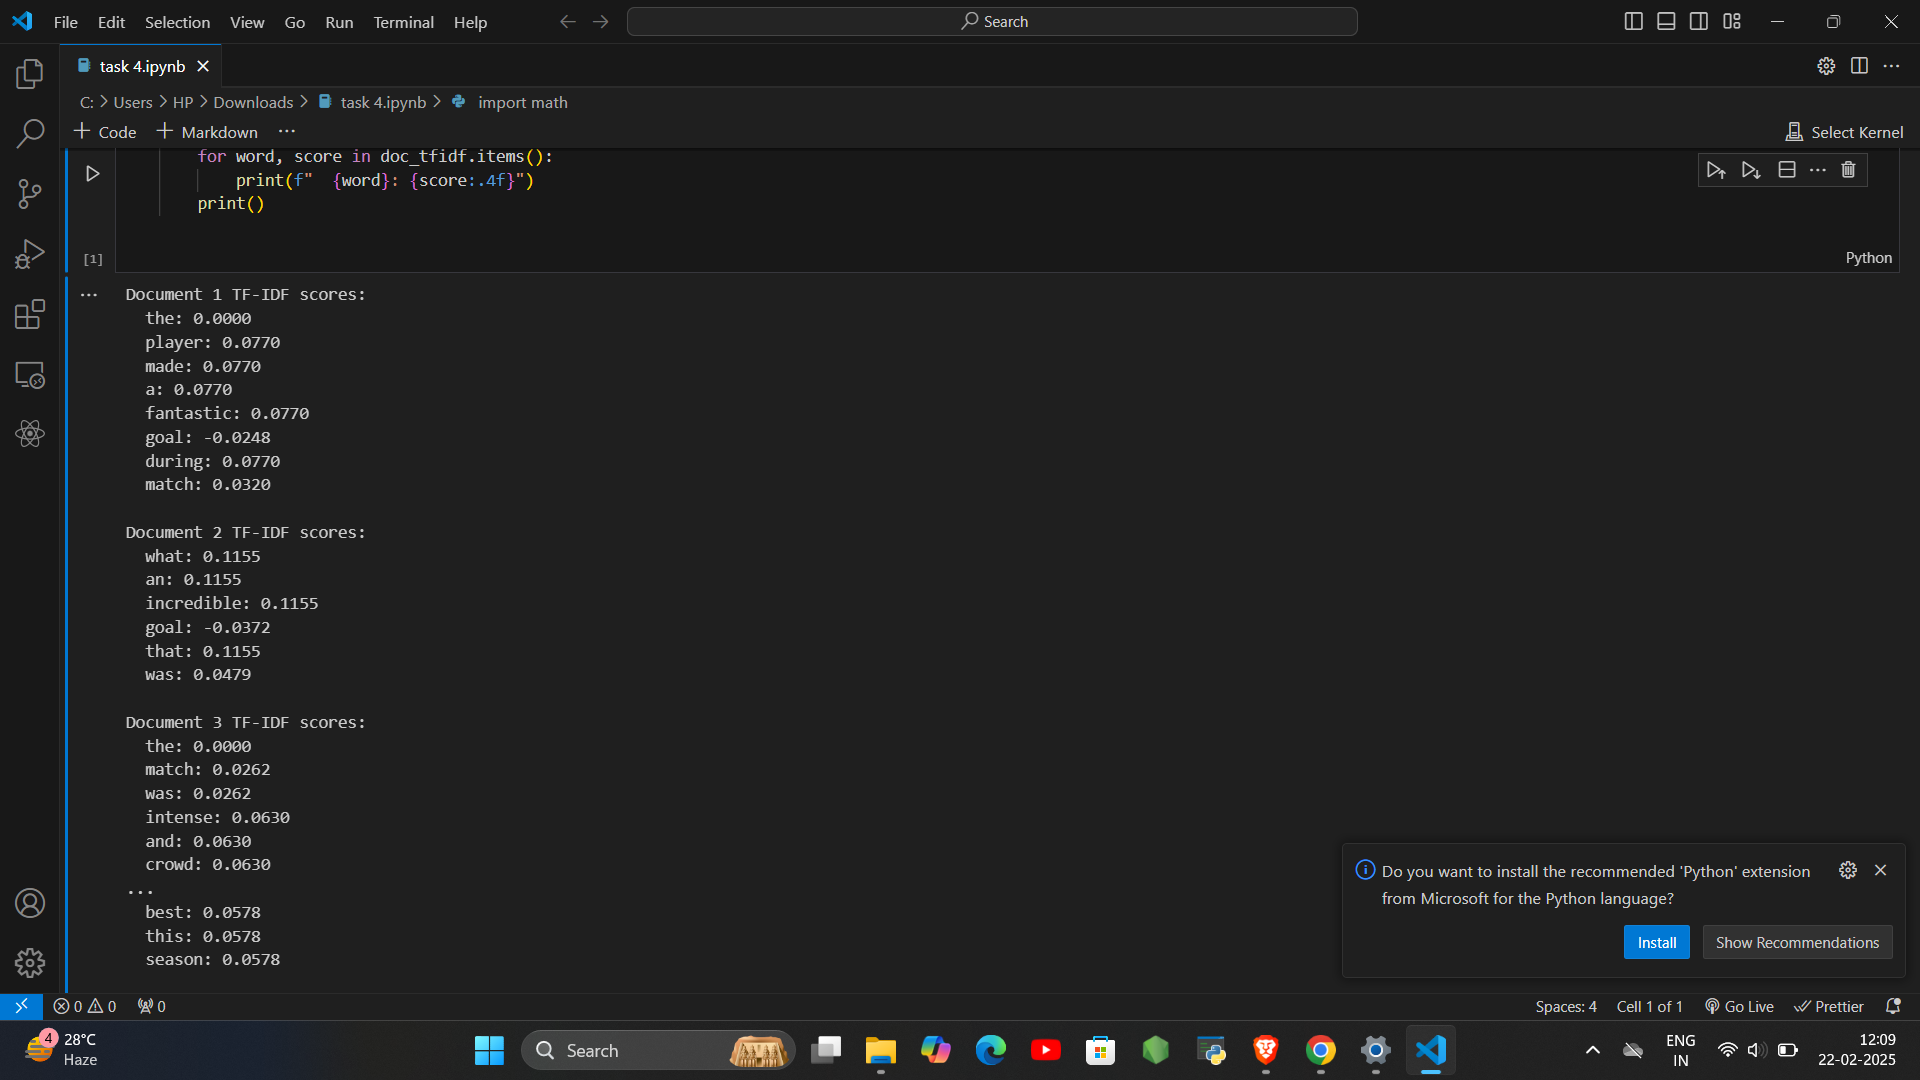 File Edit Selection View Go Run Terminal Help
Search
task 4.ipynb
C: > Users > HP > Downloads > task 4.ipynb > import math
+ Code + Markdown ...
Select Kernel
for word, score in doc_tfidf.items():
print(f"  {word}: {score:.4f}")
print()
[1]
Python
Document 1 TF-IDF scores:
the: 0.0000
player: 0.0770
made: 0.0770
a: 0.0770
fantastic: 0.0770
goal: -0.0248
during: 0.0770
match: 0.0320
Document 2 TF-IDF scores:
what: 0.1155
an: 0.1155
incredible: 0.1155
goal: -0.0372
that: 0.1155
was: 0.0479
Document 3 TF-IDF scores:
the: 0.0000
match: 0.0262
was: 0.0262
intense: 0.0630
and: 0.0630
crowd: 0.0630
...
best: 0.0578
this: 0.0578
season: 0.0578
Do you want to install the recommended 'Python' extension
from Microsoft for the Python language?
Install
Show Recommendations
0 0 0
Spaces: 4 Cell 1 of 1 Go Live Prettier
4
28°C
Haze
Search
ENG
IN
12:09
22-02-2025